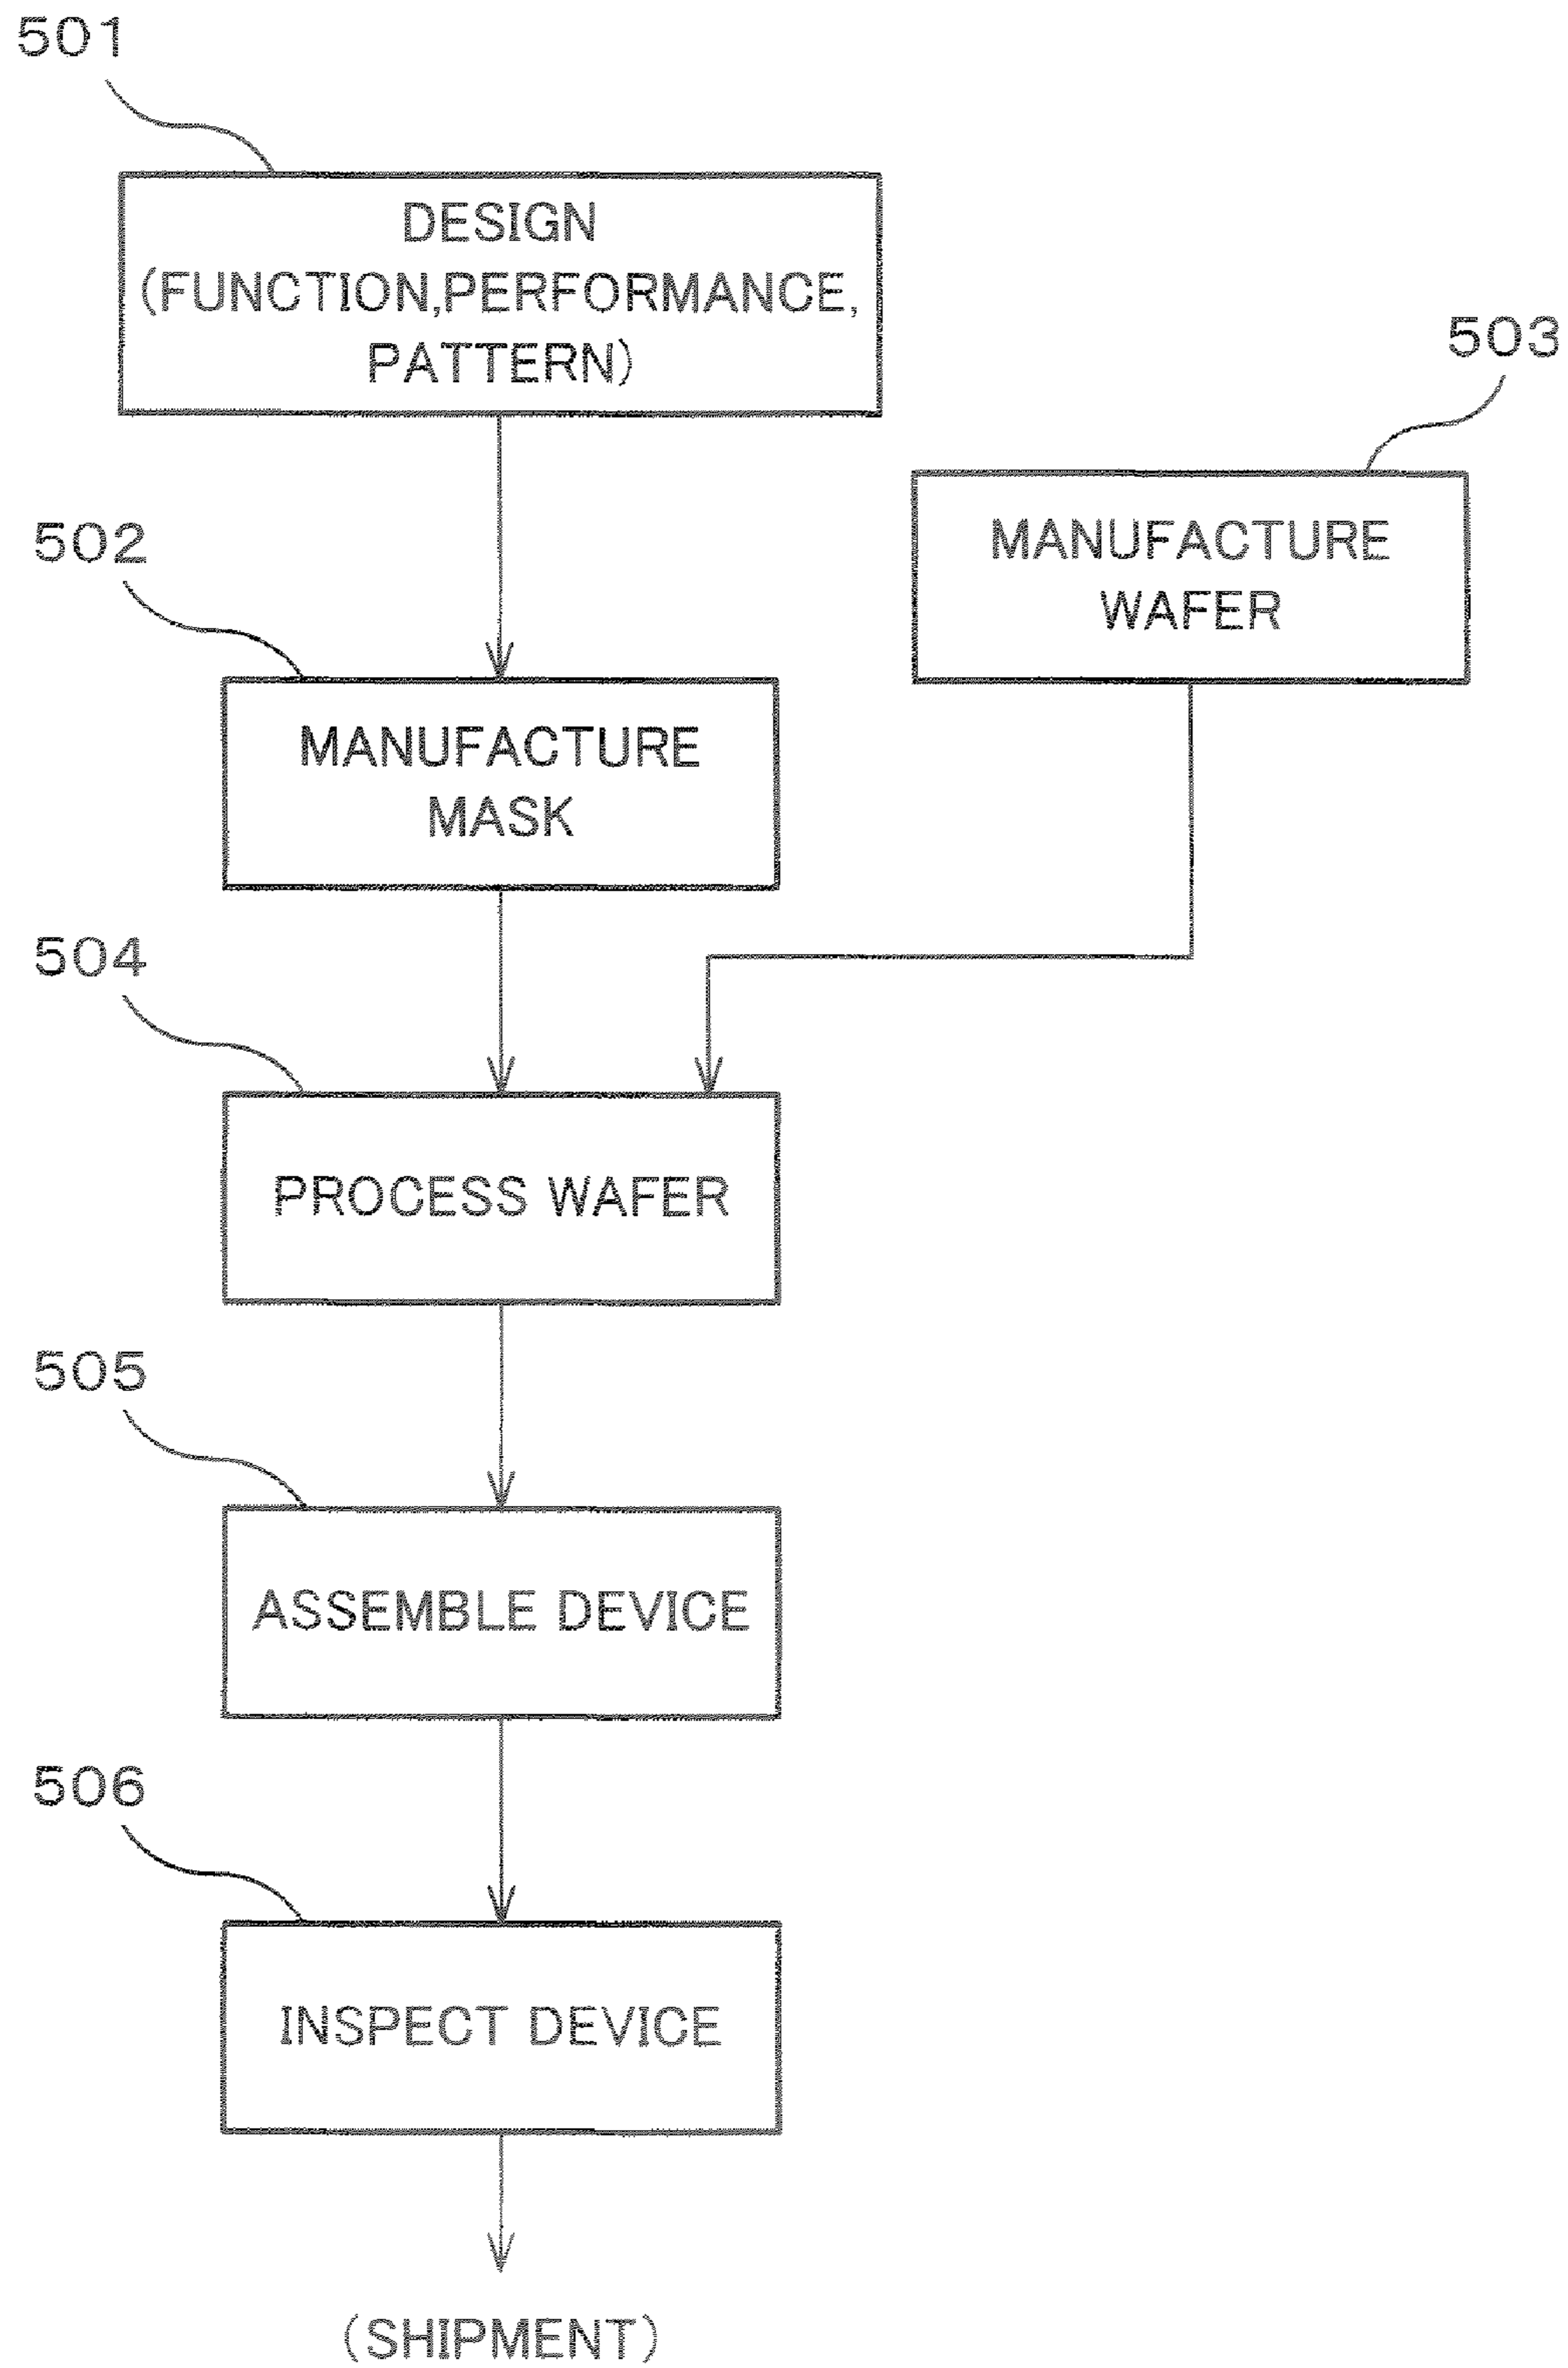 501
DESIGN
(FUNCTION,PERFORMANCE,
PATTERN)
503
MANUFACTURE
WAFER
502
MANUFACTURE
MASK
504
PROCESS WAFER
505
ASSEMBLE DEVICE
506
INSPECT DEVICE
(SHIPMENT)